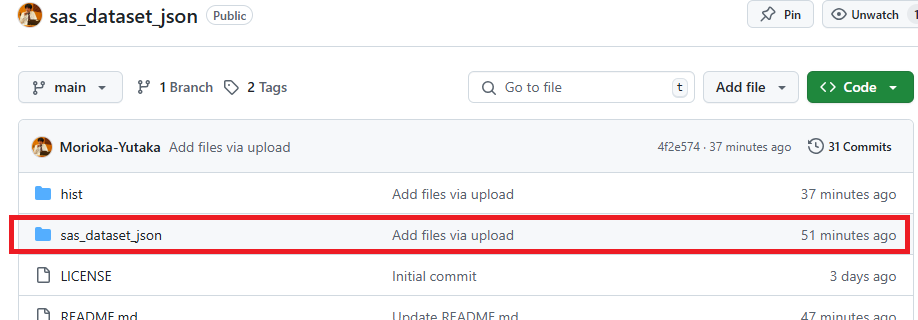 sas_dataset_json Public Pin Unwatch 1
main 1 Branch 2 Tags Go to file t Add file <> Code
Morioka-Yutaka Add files via upload 4f2e574 · 37 minutes ago 31 Commits
hist Add files via upload 37 minutes ago
sas_dataset_json Add files via upload 51 minutes ago
LICENSE Initial commit 3 days ago
README.md Update README.md 47 minutes ago